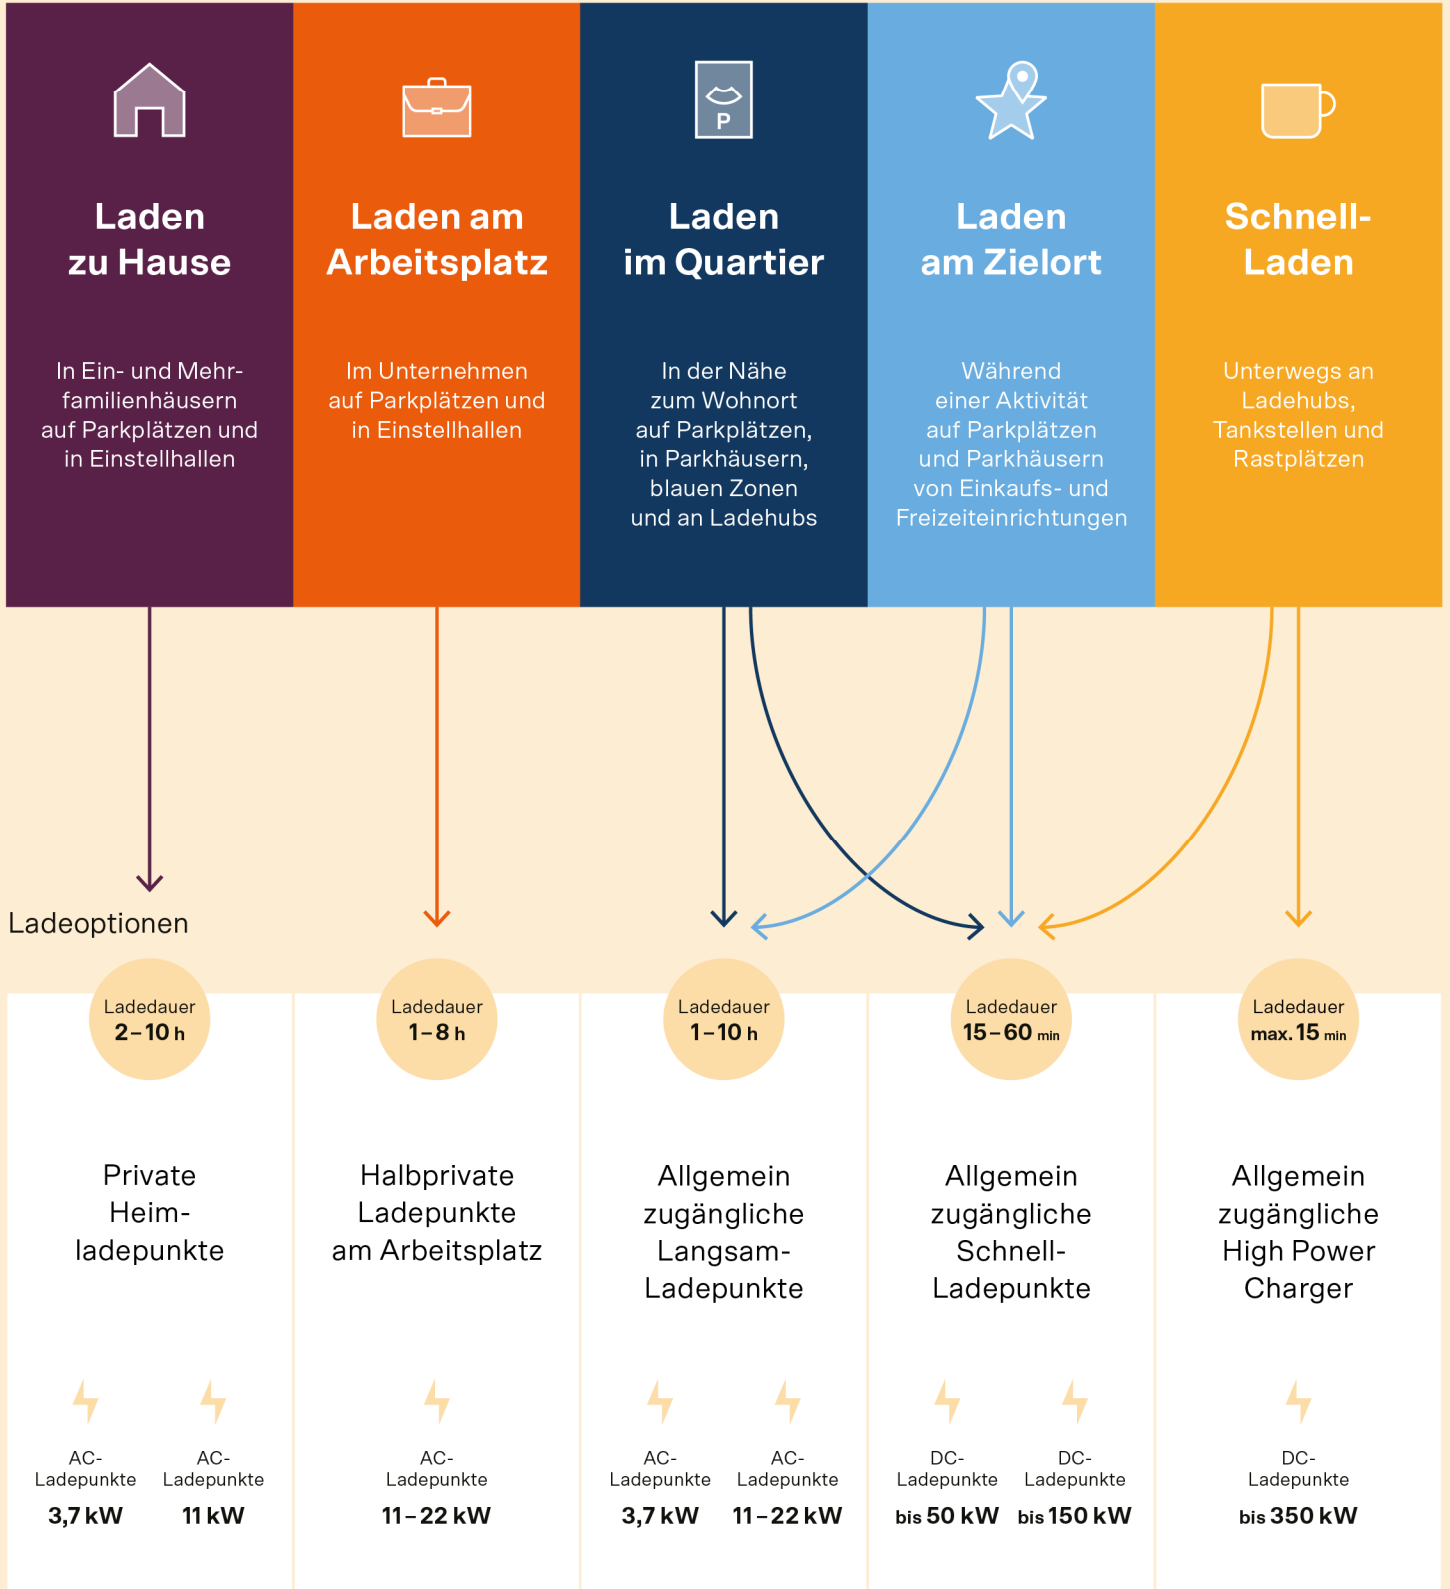 Laden
zu Hause
In Ein- und Mehr-
familienhäusern
auf Parkplätzen und
in Einstellhallen
Laden am
Arbeitsplatz
Im Unternehmen
auf Parkplätzen und
in Einstellhallen
P
Laden
im Quartier
In der Nähe
zum Wohnort
auf Parkplätzen,
in Parkhäusern,
blauen Zonen
und an Ladehubs
Laden
am Zielort
Während
einer Aktivität
auf Parkplätzen
und Parkhäusern
von Einkaufs- und
Freizeiteinrichtungen
Schnell-
Laden
Unterwegs an
Ladehubs,
Tankstellen und
Rastplätzen
Ladeoptionen
Ladedauer
2–10 h
Private
Heim-
ladepunkte
AC-
Ladepunkte
3,7 kW
AC-
Ladepunkte
11 kW
Ladedauer
1–8 h
Halbprivate
Ladepunkte
am Arbeitsplatz
AC-
Ladepunkte
11–22 kW
Ladedauer
1–10 h
Allgemein
zugängliche
Langsam-
Ladepunkte
AC-
Ladepunkte
3,7 kW
AC-
Ladepunkte
11–22 kW
Ladedauer
15–60 min
Allgemein
zugängliche
Schnell-
Ladepunkte
DC-
Ladepunkte
bis 50 kW
DC-
Ladepunkte
bis 150 kW
Ladedauer
max. 15 min
Allgemein
zugängliche
High Power
Charger
DC-
Ladepunkte
bis 350 kW